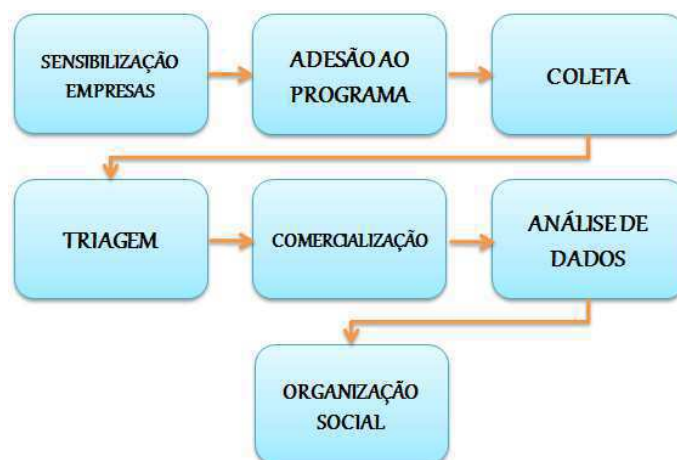 SENSIBILIZAÇÃO
EMPRESAS
ADESÃO AO
PROGRAMA
COLETA
TRIAGEM
COMERCIALIZAÇÃO
ANÁLISE DE
DADOS
ORGANIZAÇÃO
SOCIAL